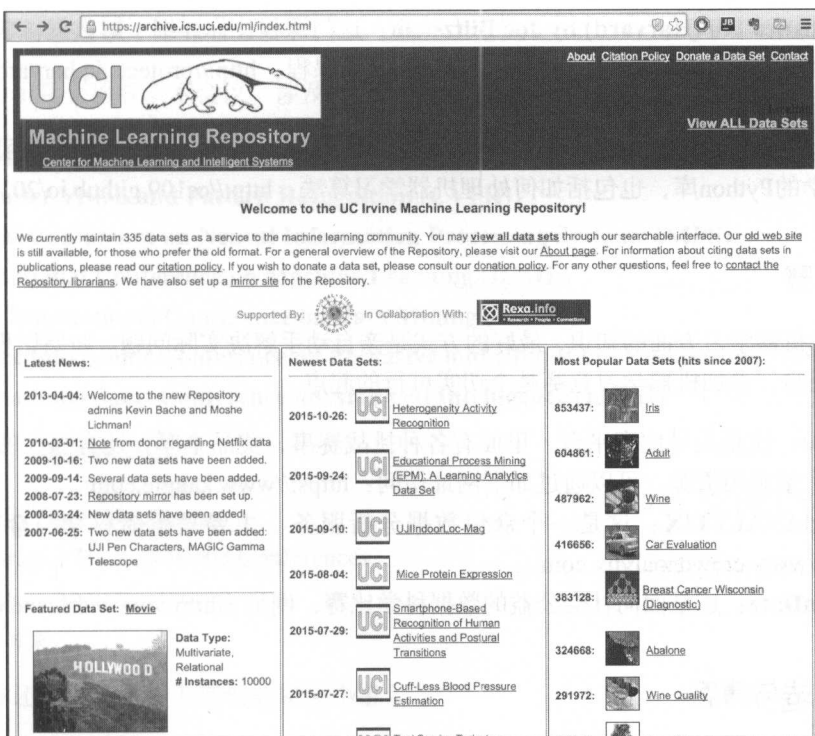 https://archive.ics.uci.edu/ml/index.html
UCI
About Citation Policy Donate a Data Set Contact
View ALL Data Sets
Machine Learning Repository
Center for Machine Learning and Intelligent Systems
Welcome to the UC Irvine Machine Learning Repository!
We currently maintain 335 data sets as a service to the machine learning community. You may view all data sets through our searchable interface. Our old web site
is still available, for those who prefer the old format. For a general overview of the Repository, please visit our About page. For information about citing data sets in
publications, please read our citation policy. If you wish to donate a data set, please consult our donation policy. For any other questions, feel free to contact the
Repository librarians. We have also set up a mirror site for the Repository.
Supported By:
In Collaboration With:
Rexa.info
Latest News:
2013-04-04: Welcome to the new Repository
admins Kevin Bache and Moshe
Lichman!
2010-03-01: Note from donor regarding Netflix data
2009-10-16: Two new data sets have been added.
2009-09-14: Several data sets have been added.
2008-07-23: Repository mirror has been set up.
2008-03-24: New data sets have been added!
2007-06-25: Two new data sets have been added:
UJI Pen Characters, MAGIC Gamma
Telescope
Featured Data Set: Movie
HOLLYWOOD
Data Type:
Multivariate,
Relational
# Instances: 10000
Newest Data Sets:
2015-10-26: UCI Heterogeneity Activity
Recognition
2015-09-24: UCI Educational Process Mining
(EPM): A Learning Analytics
Data Set
2015-09-10: UCI UJIIndoorLoc-Mag
2015-08-04: UCI Mice Protein Expression
2015-07-29: UCI Smartphone-Based
Recognition of Human
Activities and Postural
Transitions
2015-07-27: UCI Cuff-Less Blood Pressure
Estimation
Most Popular Data Sets (hits since 2007):
853437: Iris
604861: Adult
487962: Wine
416656: Car Evaluation
383128: Breast Cancer Wisconsin
(Diagnostic)
324668: Abalone
291972: Wine Quality